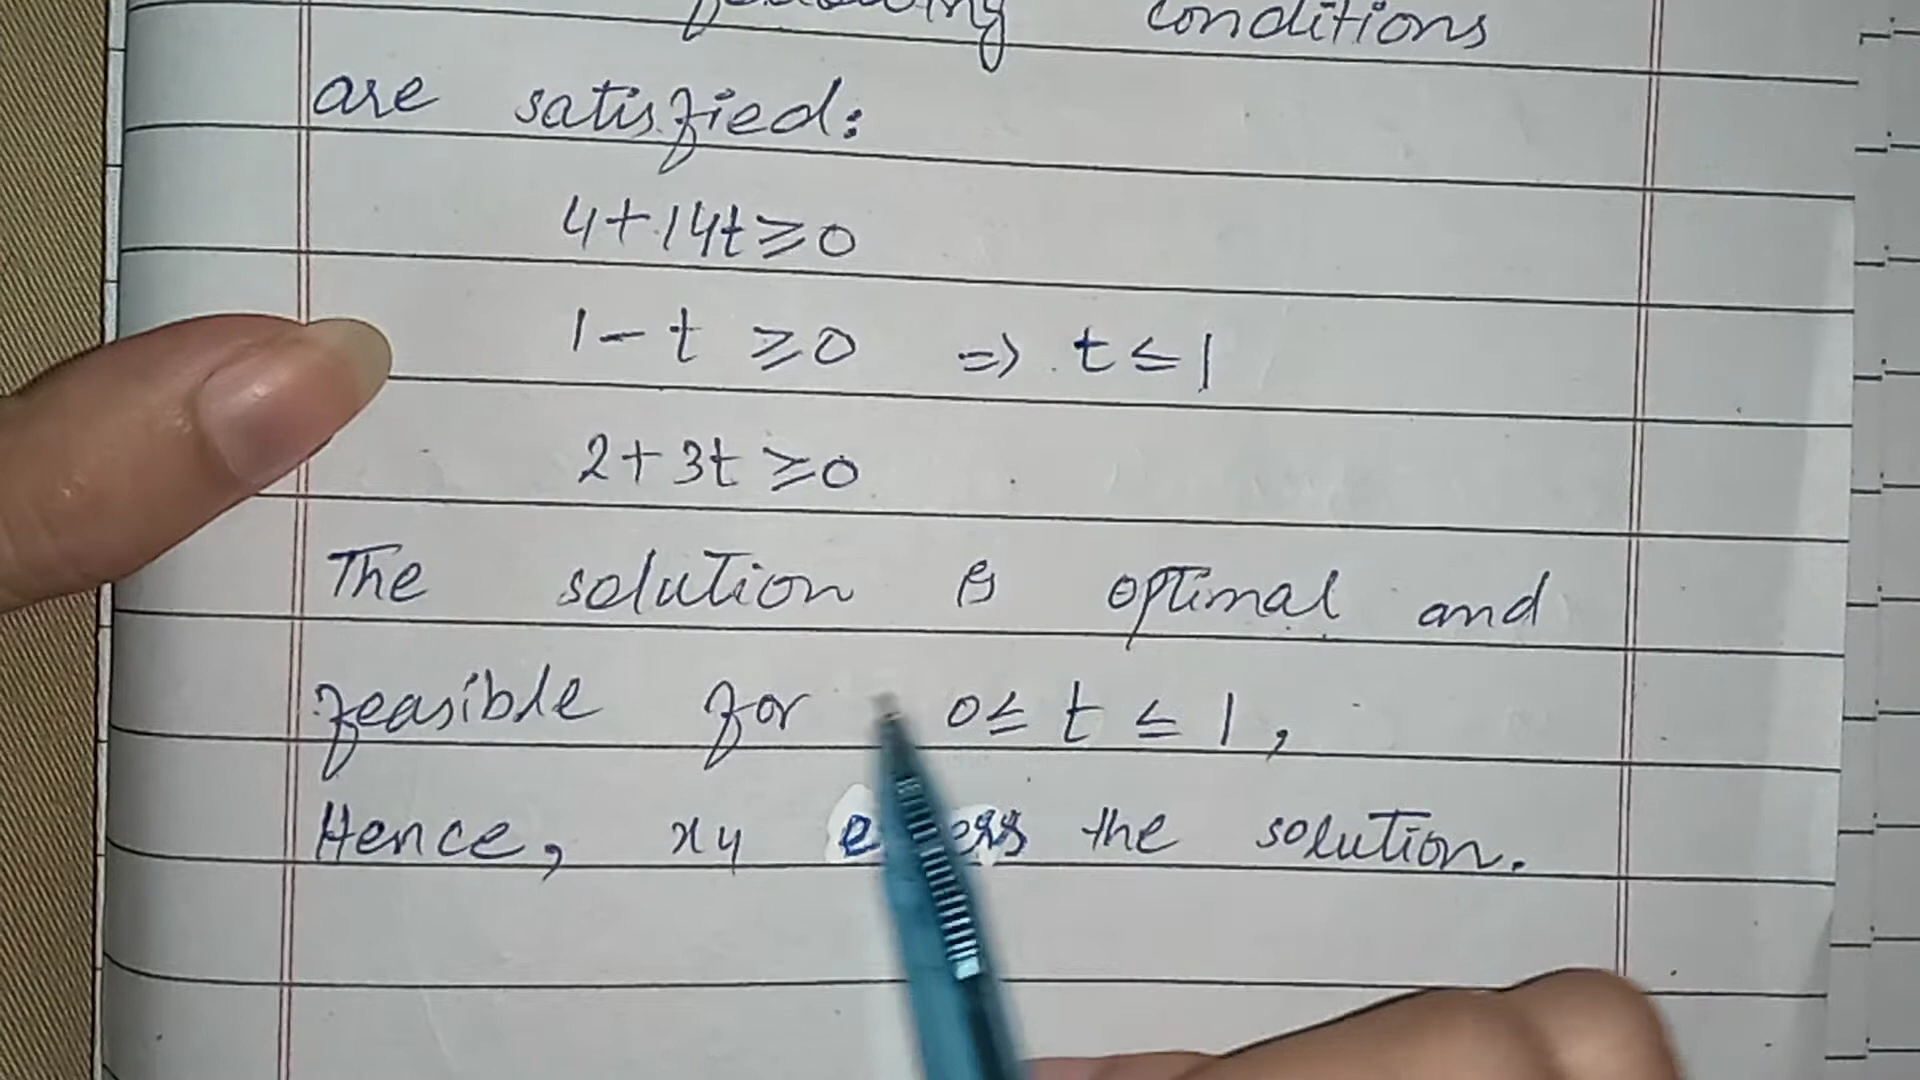 following conditions
are satisfied:
4+14t≥0
1-t ≥0 => t≤1
2+3t ≥0
The solution is optimal and
feasible for 0≤ t ≤ 1,
Hence, x4 the solution.